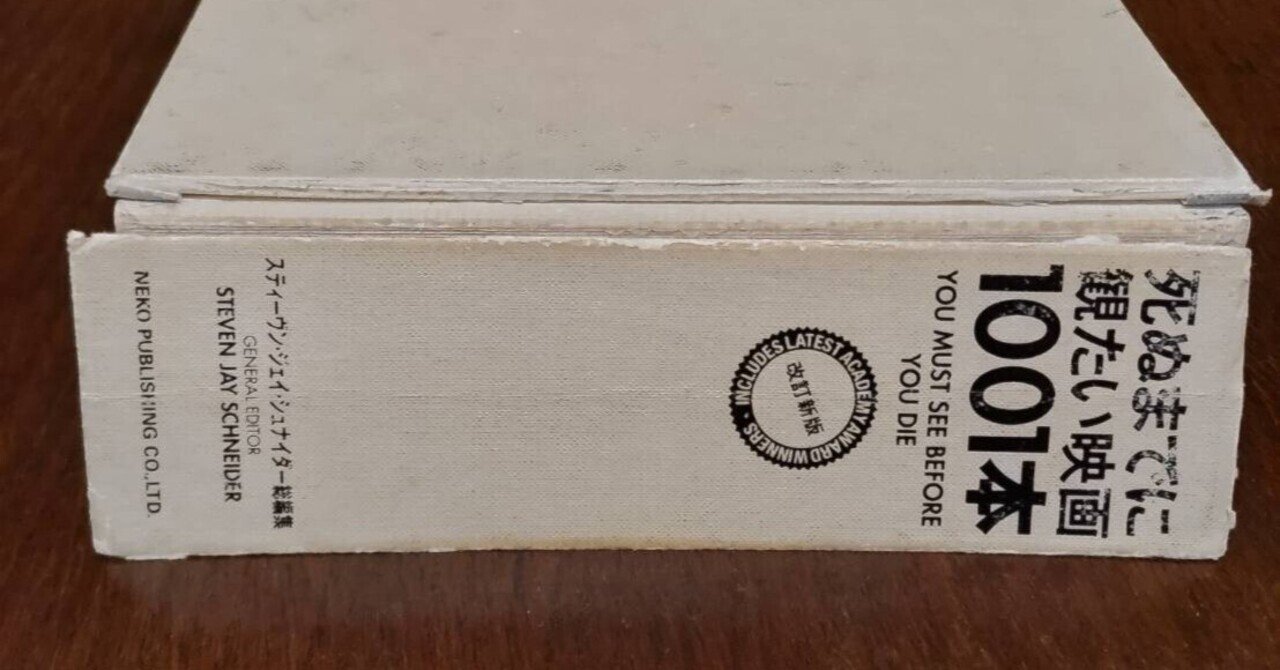 死ぬまでに
観たい映画
1001本
YOU MUST SEE BEFORE
YOU DIE
INCLUDES LATEST ACADEMY AWARD WINNERS •
改訂新版
スティーヴン・ジェイ・シュナイダー総編集
GENERAL EDITOR
STEVEN JAY SCHNEIDER
NEKO PUBLISHING CO.,LTD.